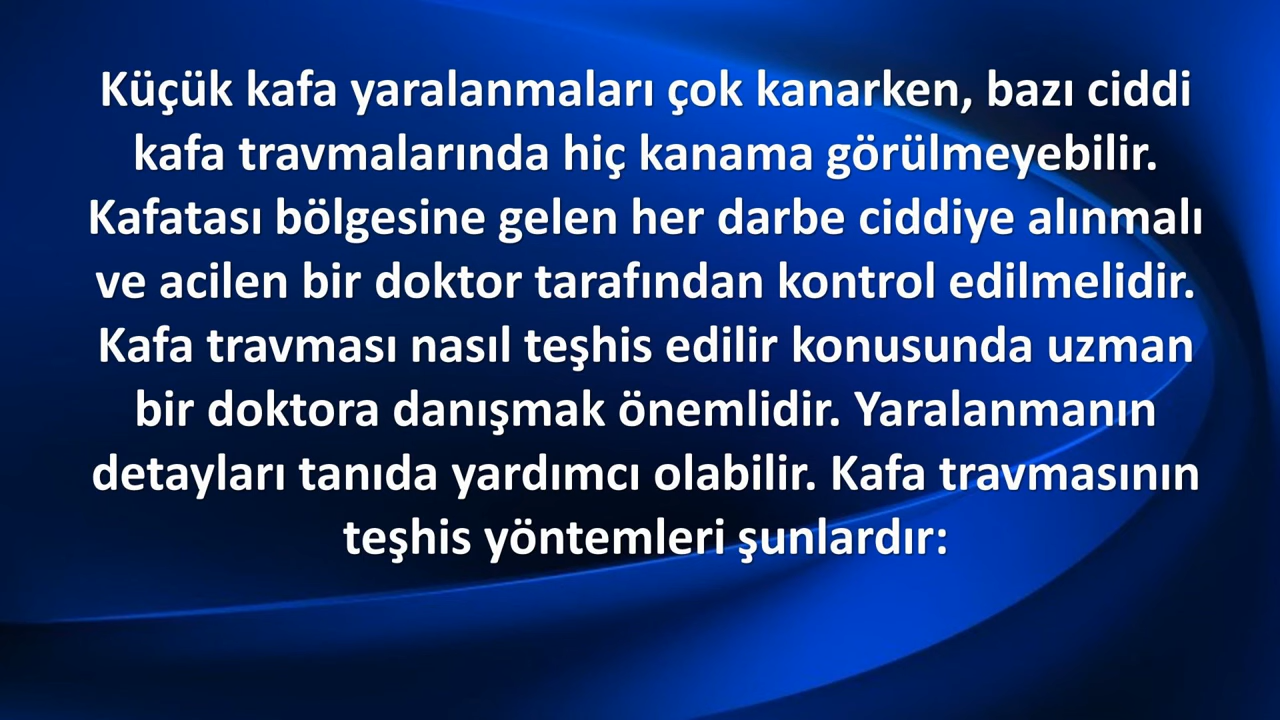 Küçük kafa yaralanmaları çok kanarken, bazı ciddi
kafa travmalarında hiç kanama görülmeyebilir.
Kafatası bölgesine gelen her darbe ciddiye alınmalı
ve acilen bir doktor tarafından kontrol edilmelidir.
Kafa travması nasıl teşhis edilir konusunda uzman
bir doktora danışmak önemlidir. Yaralanmanın
detayları tanıda yardımcı olabilir. Kafa travmasının
teşhis yöntemleri şunlardır: